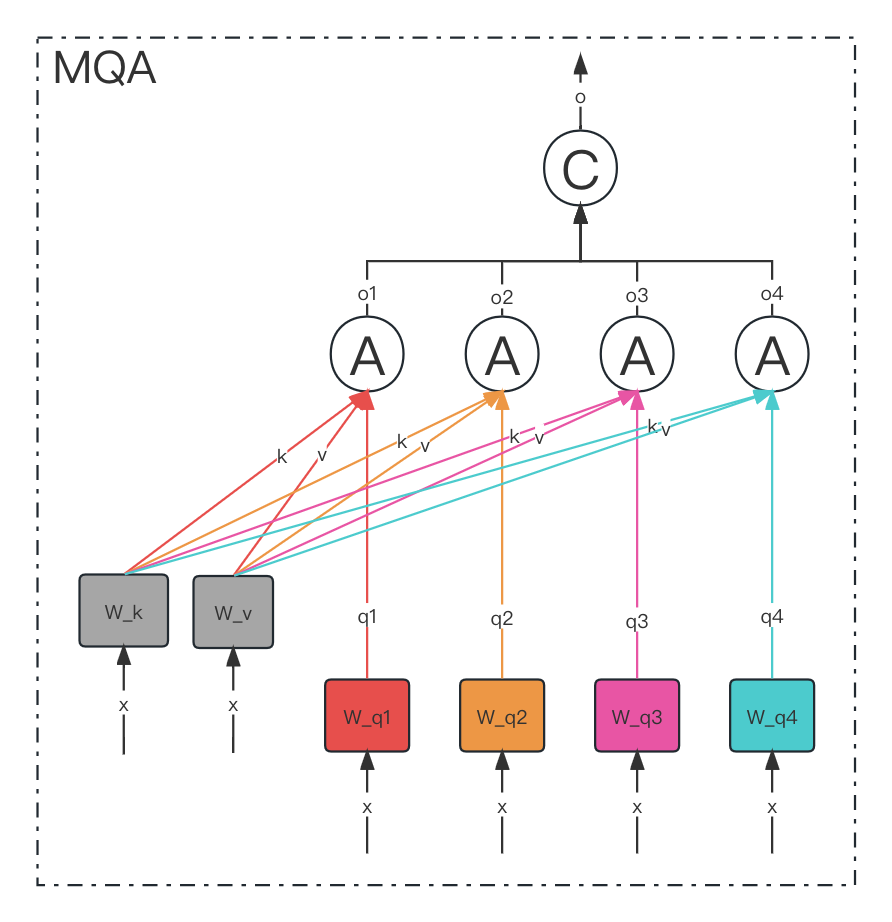 MQA
o
C
o1 o2 o3 o4
A A A A
k v k v k v k v
W_k W_v
q1 q2 q3 q4
x x
W_q1 W_q2 W_q3 W_q4
x x x x